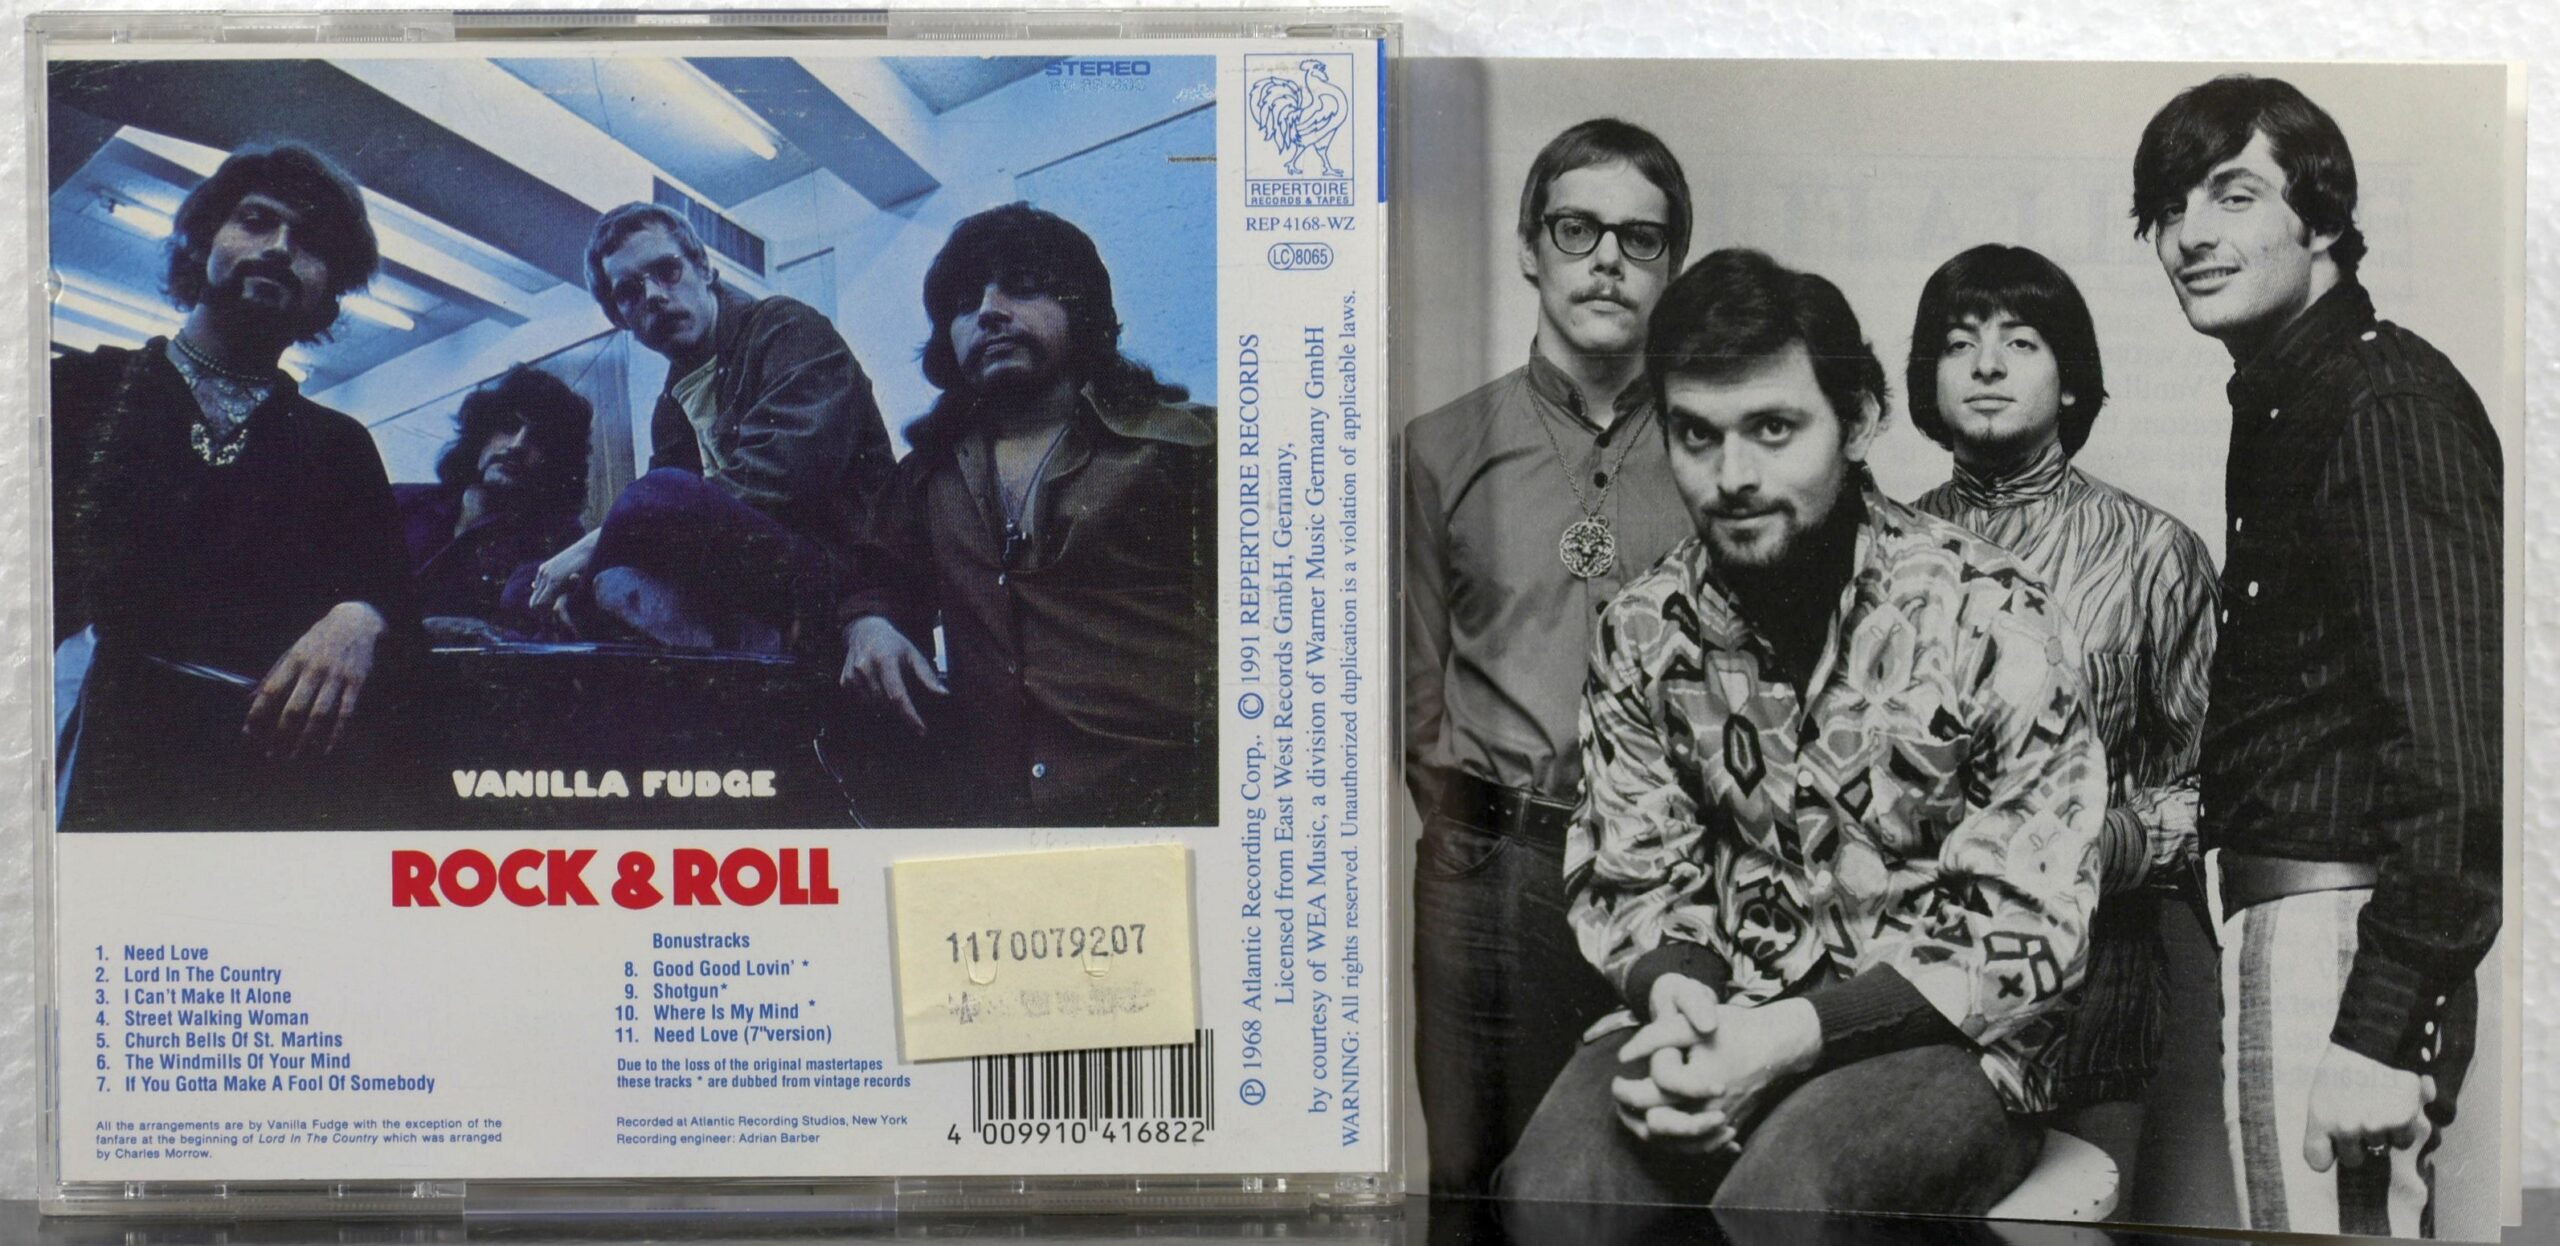 STEREO
VANILLA FUDGE
ROCK & ROLL
1. Need Love
2. Lord In The Country
3. I Can't Make It Alone
4. Street Walking Woman
5. Church Bells Of St. Martins
6. The Windmills Of Your Mind
7. If You Gotta Make A Fool Of Somebody
All the arrangements are by Vanilla Fudge with the exception of the
fanfare at the beginning of Lord In The Country which was arranged
by Charles Morrow.
Bonustracks
8. Good Good Lovin' *
9. Shotgun*
10. Where Is My Mind *
11. Need Love (7"version)
Due to the loss of the original mastertapes
these tracks * are dubbed from vintage records
Recorded at Atlantic Recording Studios, New York
Recording engineer: Adrian Barber
1170079207
4 009910 416822
REPERTOIRE
RECORDS & TAPES
REP 4168-WZ
LC 8065
Ⓟ 1968 Atlantic Recording Corp,. © 1991 REPERTOIRE RECORDS
Licensed from East West Records GmbH, Germany,
by courtesy of WEA Music, a division of Warner Music Germany GmbH
WARNING: All rights reserved. Unauthorized duplication is a violation of applicable laws.